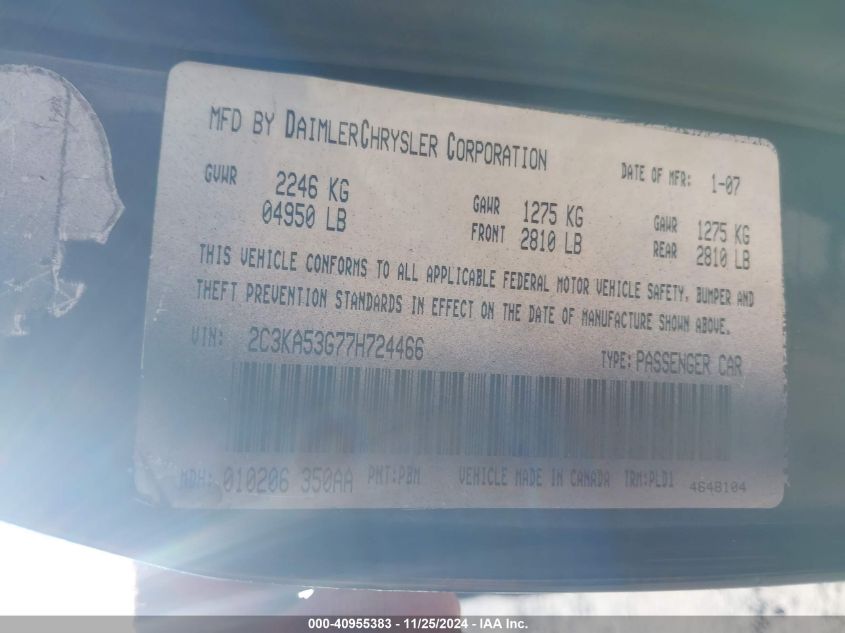 MFD BY DAIMLERCHRYSLER CORPORATION
DATE OF MFR: 1-07
GVWR 2246 KG
04950 LB
GAWR FRONT 1275 KG
2810 LB
GAWR REAR 1275 KG
2810 LB
THIS VEHICLE CONFORMS TO ALL APPLICABLE FEDERAL MOTOR VEHICLE SAFETY, BUMPER AND
THEFT PREVENTION STANDARDS IN EFFECT ON THE DATE OF MANUFACTURE SHOWN ABOVE.
VIN: 2C3KA53G77H724466 TYPE: PASSENGER CAR
MDH: 010206 350AA PNT:PBM VEHICLE MADE IN CANADA TRM:PLD1 4648104
000-40955383 - 11/25/2024 - IAA Inc.